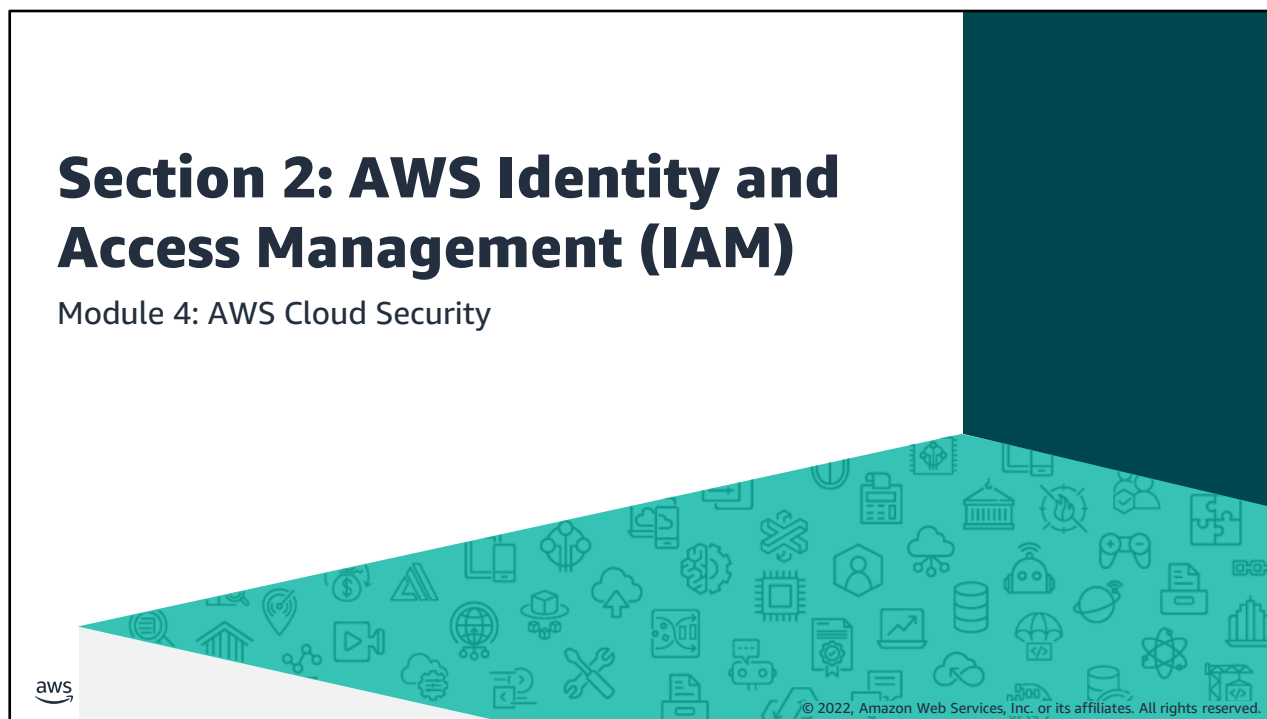 Section 2: AWS Identity and
Access Management (IAM)
Module 4: AWS Cloud Security
aws
© 2022, Amazon Web Services, Inc. or its affiliates. All rights reserved.